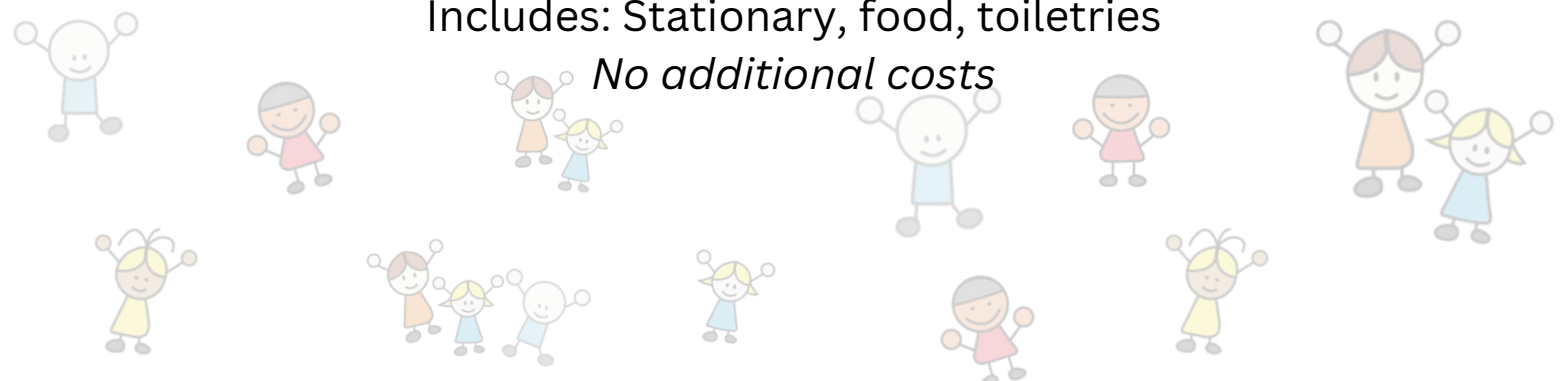 Includes: Stationary, food, toiletries
No additional costs